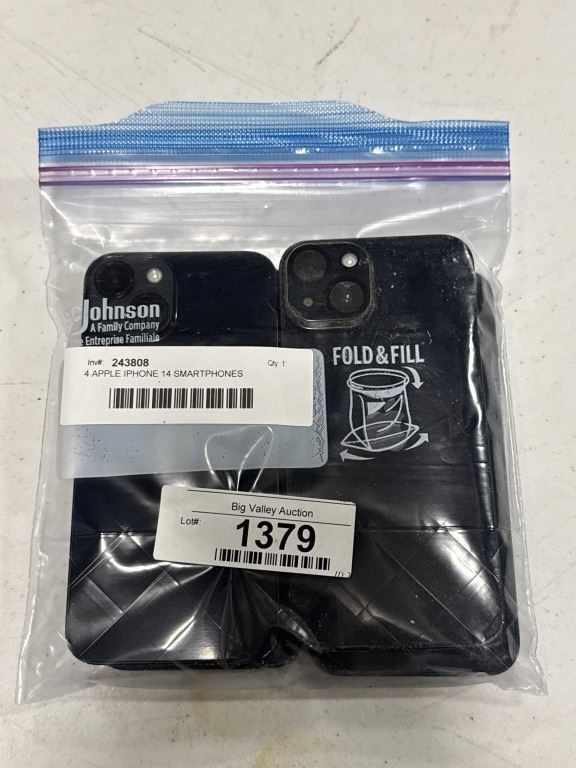 Johnson
A Family Company
Entreprise Familiale
Inv#: 243808 Qty 1
4 APPLE IPHONE 14 SMARTPHONES
FOLD & FILL
Big Valley Auction
Lot#: 1379